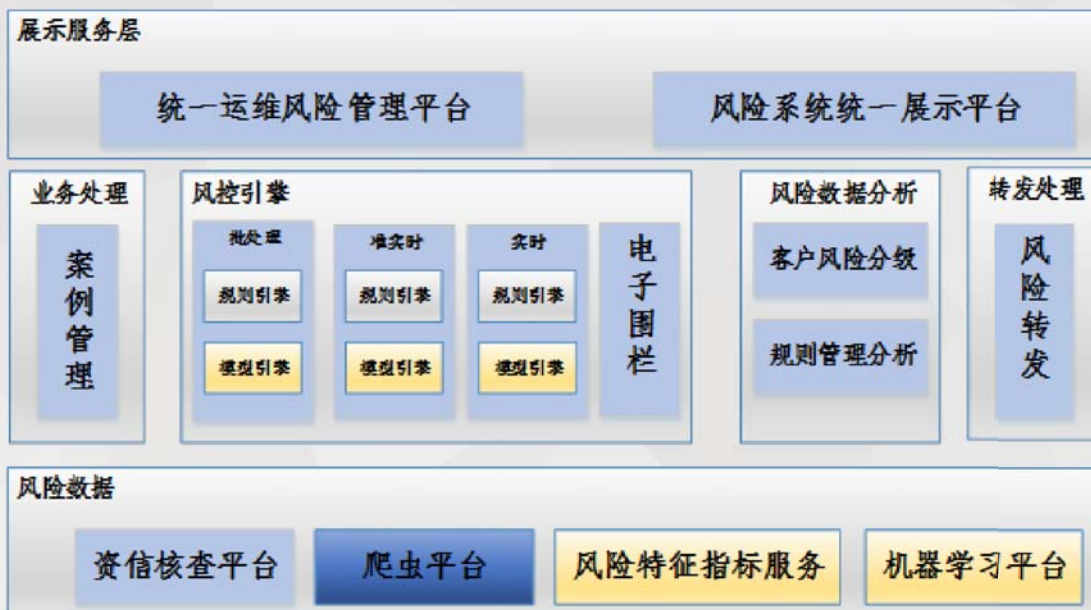 展示服务层
统一运维风险管理平台
风险系统统一展示平台
业务处理
案例管理
风控引擎
批处理
规则引擎
模型引擎
准实时
规则引擎
模型引擎
实时
规则引擎
模型引擎
电子围栏
风险数据分析
客户风险分级
规则管理分析
转发处理
风险转发
风险数据
资信核查平台
爬虫平台
风险特征指标服务
机器学习平台